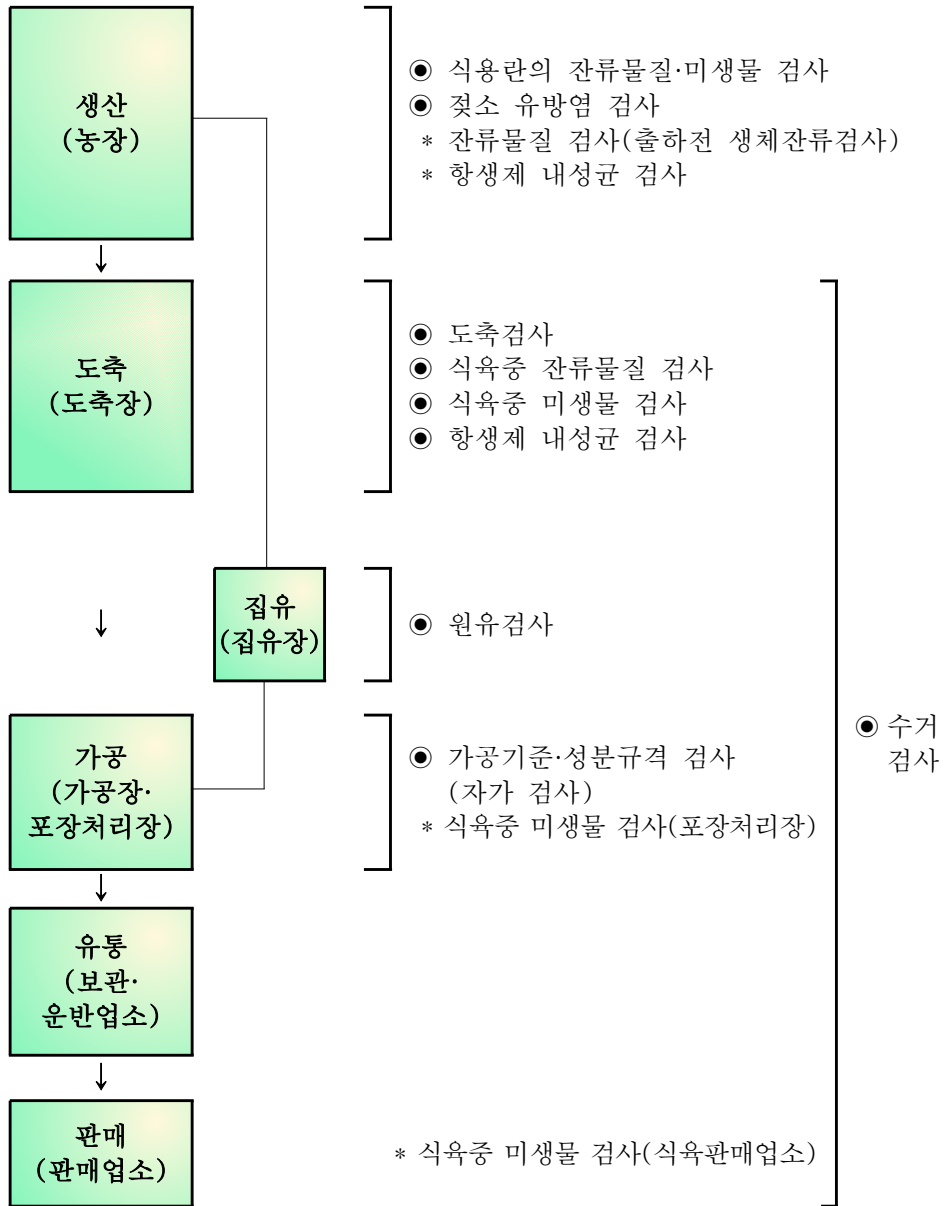 생산
(농장)
◉ 식용란의 잔류물질·미생물 검사
◉ 젖소 유방염 검사
* 잔류물질 검사(출하전 생체잔류검사)
* 항생제 내성균 검사
↓
도축
(도축장)
◉ 도축검사
◉ 식육중 잔류물질 검사
◉ 식육중 미생물 검사
◉ 항생제 내성균 검사
↓
집유
(집유장)
◉ 원유검사
가공
(가공장·
포장처리장)
◉ 가공기준·성분규격 검사
(자가 검사)
* 식육중 미생물 검사(포장처리장)
◉ 수거
검사
↓
유통
(보관·
운반업소)
↓
판매
(판매업소)
* 식육중 미생물 검사(식육판매업소)